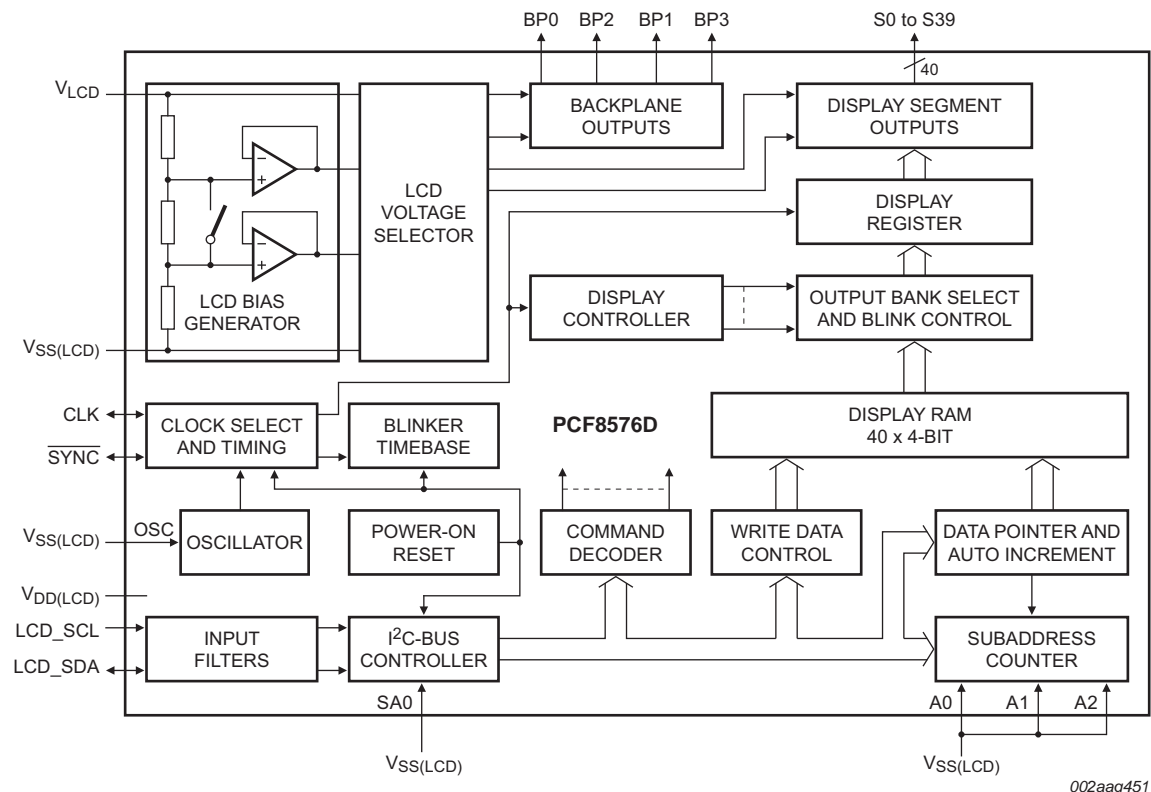 BP0 BP2 BP1 BP3
S0 to S39
40
VLCD
BACKPLANE
OUTPUTS
DISPLAY SEGMENT
OUTPUTS
LCD
VOLTAGE
SELECTOR
DISPLAY
REGISTER
LCD BIAS
GENERATOR
DISPLAY
CONTROLLER
OUTPUT BANK SELECT
AND BLINK CONTROL
VSS(LCD)
CLK
SYNC
CLOCK SELECT
AND TIMING
BLINKER
TIMEBASE
PCF8576D
DISPLAY RAM
40 x 4-BIT
VSS(LCD)
OSC
OSCILLATOR
POWER-ON
RESET
COMMAND
DECODER
WRITE DATA
CONTROL
DATA POINTER AND
AUTO INCREMENT
VDD(LCD)
LCD_SCL
LCD_SDA
INPUT
FILTERS
I2C-BUS
CONTROLLER
SUBADDRESS
COUNTER
SA0
A0 A1 A2
VSS(LCD)
VSS(LCD)
002aag451